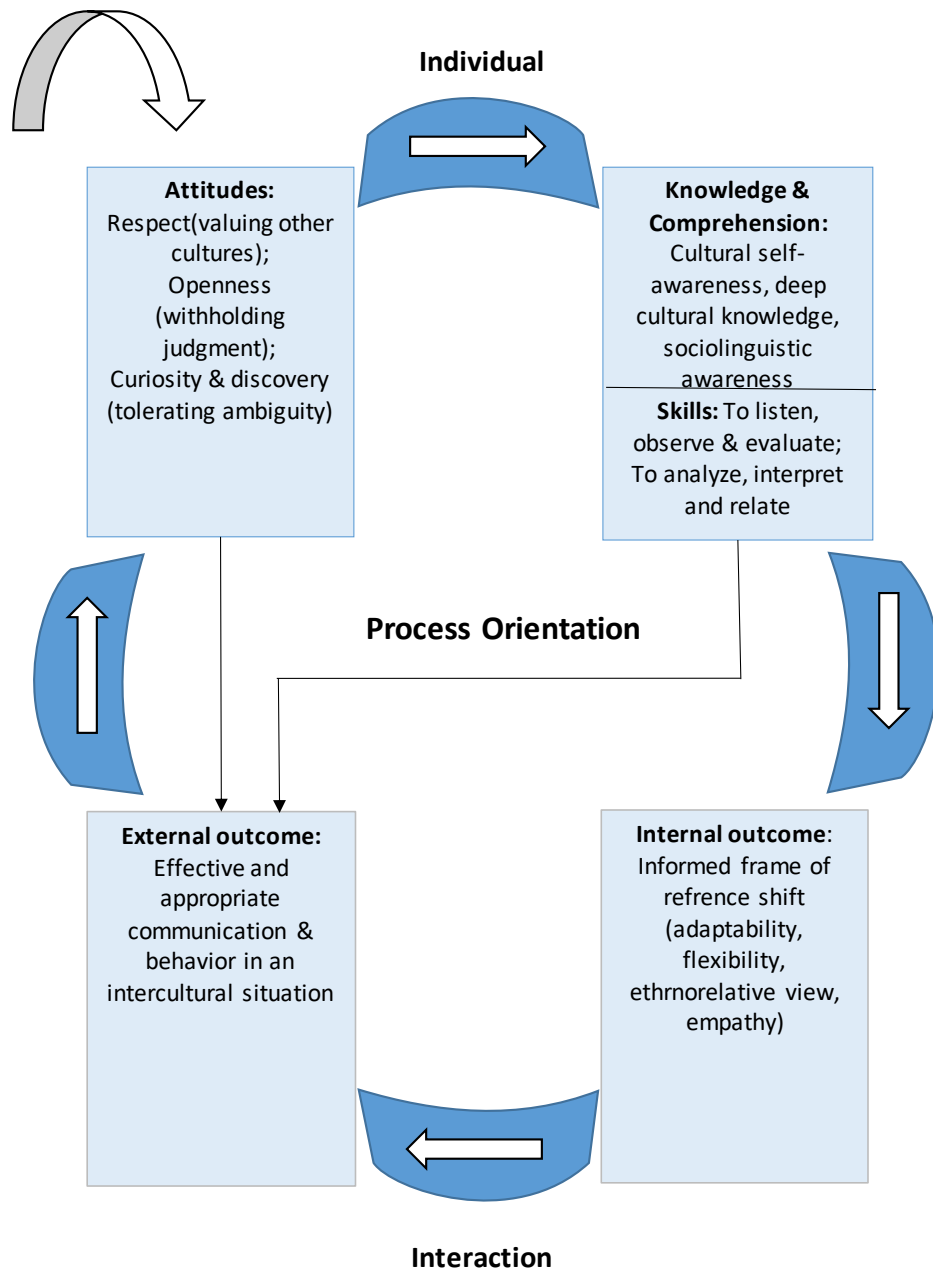 Individual
Attitudes:
Respect(valuing other
cultures);
Openness
(withholding
judgment);
Curiosity & discovery
(tolerating ambiguity)
Knowledge &
Comprehension:
Cultural self-
awareness, deep
cultural knowledge,
sociolinguistic
awareness
Skills: To listen,
observe & evaluate;
To analyze, interpret
and relate
Process Orientation
External outcome:
Effective and
appropriate
communication &
behavior in an
intercultural situation
Internal outcome:
Informed frame of
refrence shift
(adaptability,
flexibility,
ethrnorelative view,
empathy)
Interaction